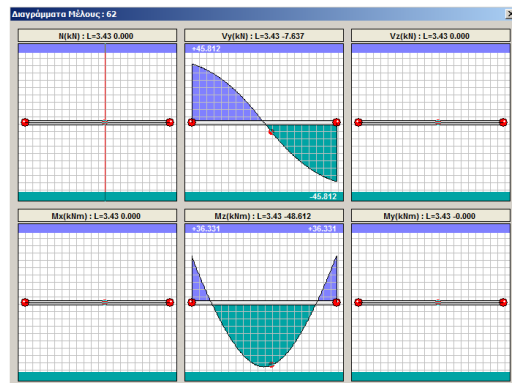 Διαγράμματα Μέλους : 62
N(kN) : L=3.43 0.000
Vy(kN) : L=3.43 -7.637
Vz(kN) : L=3.43 0.000
+45.812
-45.812
Mx(kNm) : L=3.43 0.000
Mz(kNm) : L=3.43 -48.612
My(kNm) : L=3.43 -0.000
+36.331 +36.331